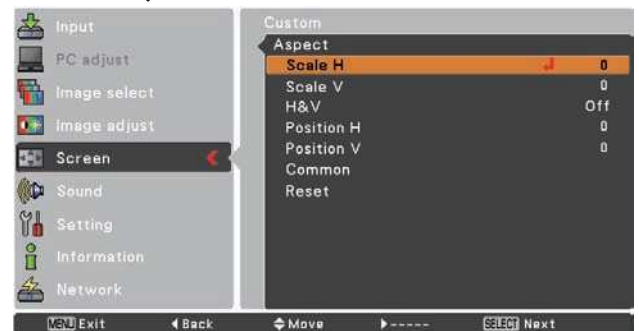 Input
PC adjust
Image select
Image adjust
Screen
Sound
Setting
Information
Network
Custom
Aspect
Scale H 0
Scale V 0
H&V Off
Position H 0
Position V 0
Common
Reset
MENU Exit Back Move ----- SELECT Next